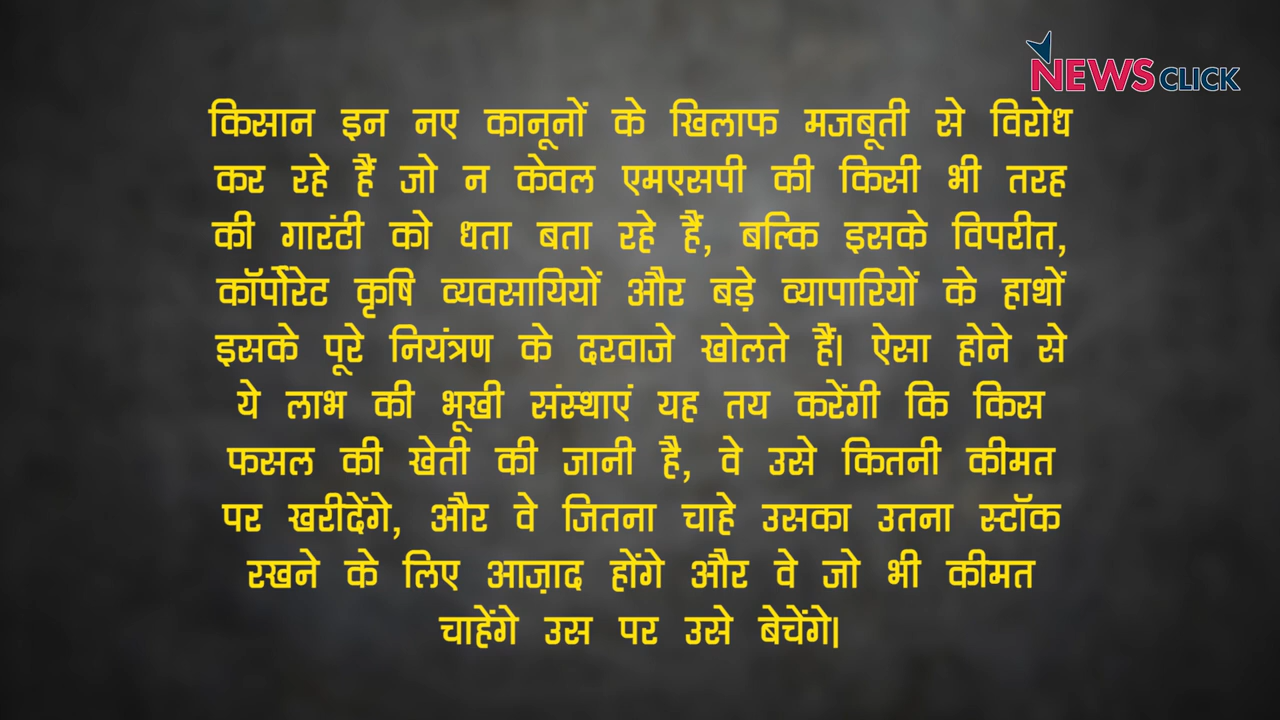 NEWSCLICK
किसान इन नए कानूनों के खिलाफ मजबूती से विरोध
कर रहे हैं जो न केवल एमएसपी की किसी भी तरह
की गारंटी को धता बता रहे हैं, बल्कि इसके विपरीत,
कॉर्पोरेट कृषि व्यवसायियों और बड़े व्यापारियों के हाथों
इसके पूरे नियंत्रण के दरवाजे खोलते हैं। ऐसा होने से
ये लाभ की भूखी संस्थाएं यह तय करेंगी कि किस
फसल की खेती की जानी है, वे उसे कितनी कीमत
पर खरीदेंगे, और वे जितना चाहे उसका उतना स्टॉक
रखने के लिए आज़ाद होंगे और वे जो भी कीमत
चाहेंगे उस पर उसे बेचेंगे।